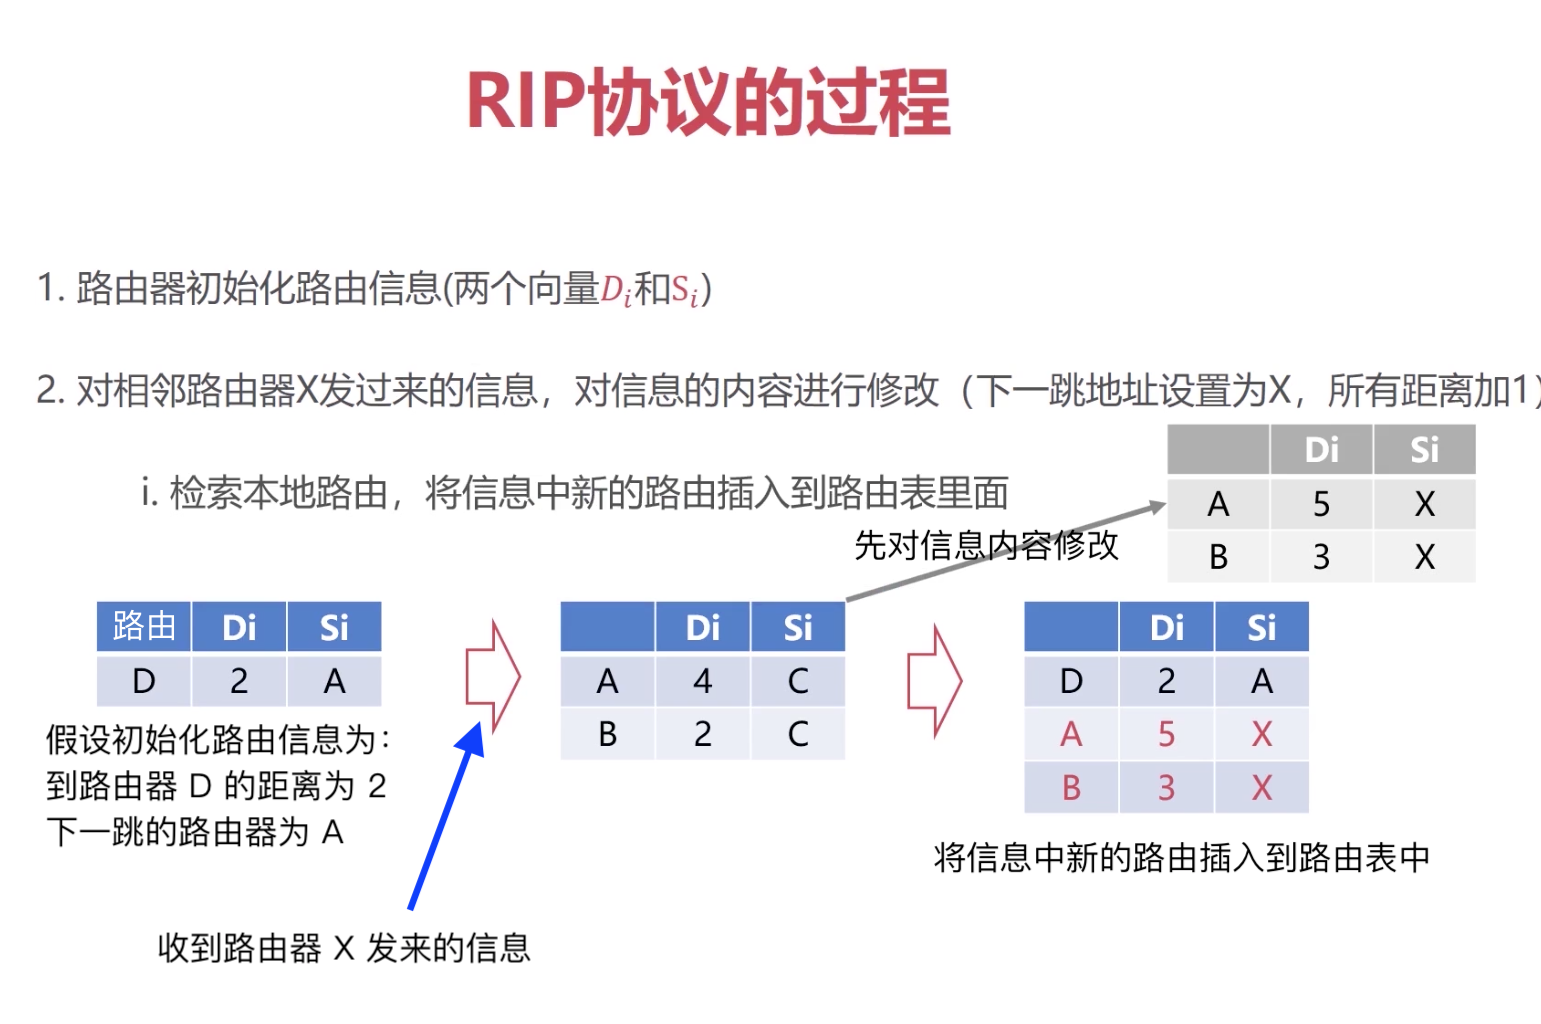 RIP协议的过程
1. 路由器初始化路由信息(两个向量Di和Si)
2. 对相邻路由器X发过来的信息，对信息的内容进行修改（下一跳地址设置为X，所有距离加1）
i. 检索本地路由，将信息中新的路由插入到路由表里面
先对信息内容修改
Di Si
A 5 X
B 3 X
路由 Di Si
D 2 A
假设初始化路由信息为：
到路由器 D 的距离为 2
下一跳的路由器为 A
收到路由器 X 发来的信息
Di Si
A 4 C
B 2 C
Di Si
D 2 A
A 5 X
B 3 X
将信息中新的路由插入到路由表中